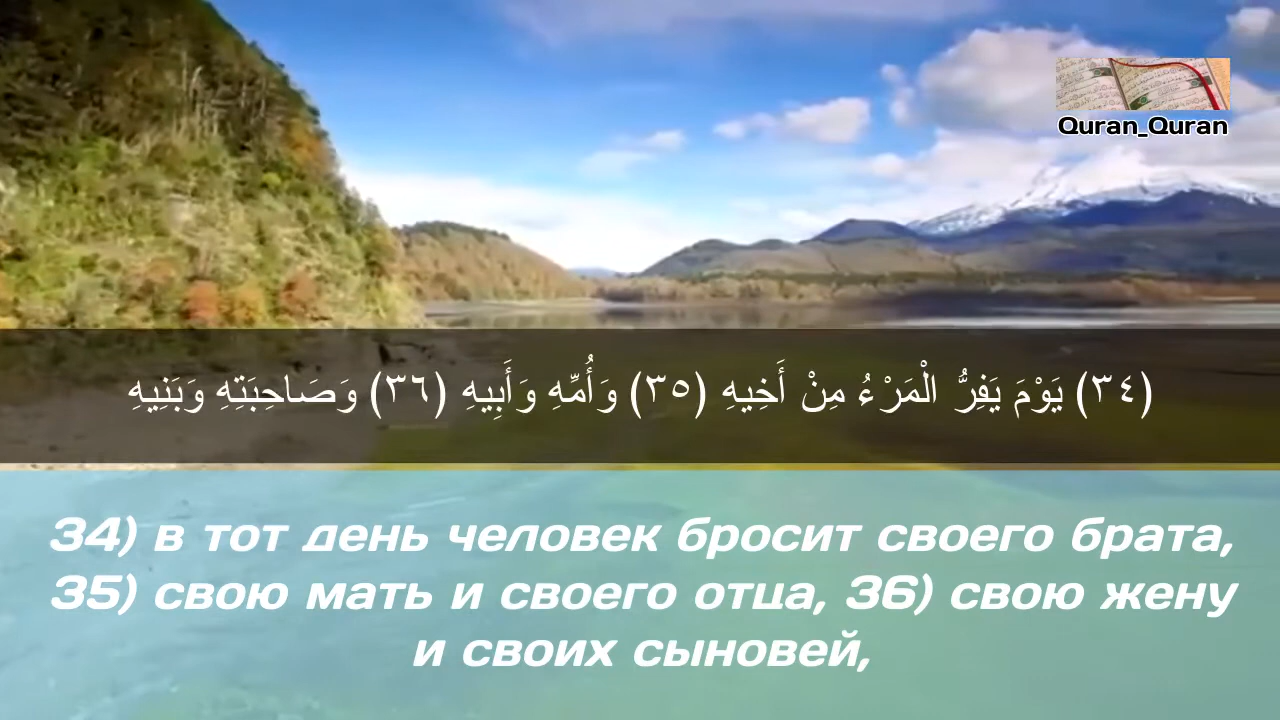 Quran_Quran
(٣٤) يَوْمَ يَفِرُّ الْمَرْءُ مِنْ أَخِيهِ (٣٥) وَأُمِّهِ وَأَبِيهِ (٣٦) وَصَاحِبَتِهِ وَبَنِيهِ
34) в тот день человек бросит своего брата,
35) свою мать и своего отца, 36) свою жену
и своих сыновей,